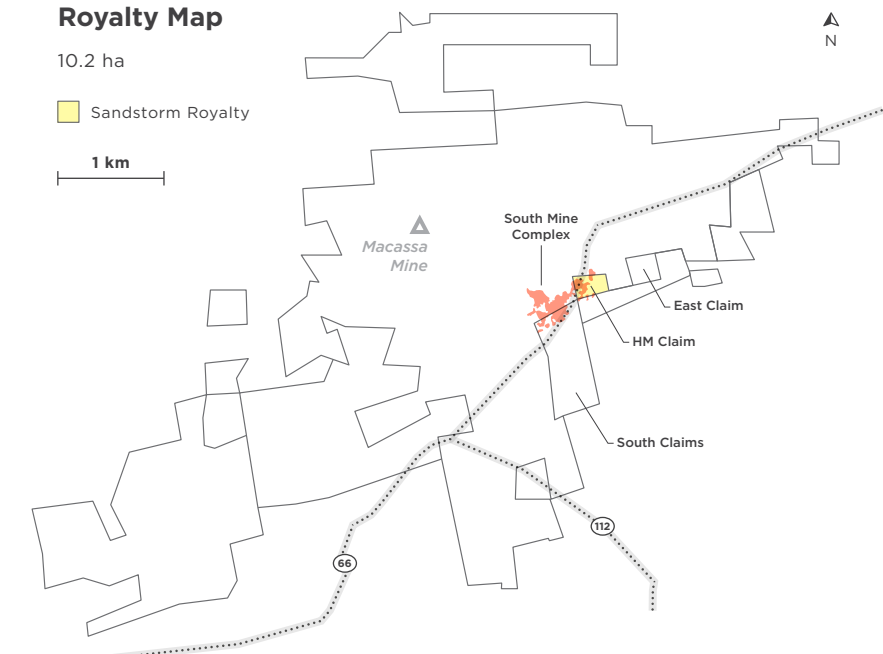 Royalty Map
N
10.2 ha
Sandstorm Royalty
1 km
South Mine
Complex
Macassa
Mine
East Claim
HM Claim
South Claims
112
66